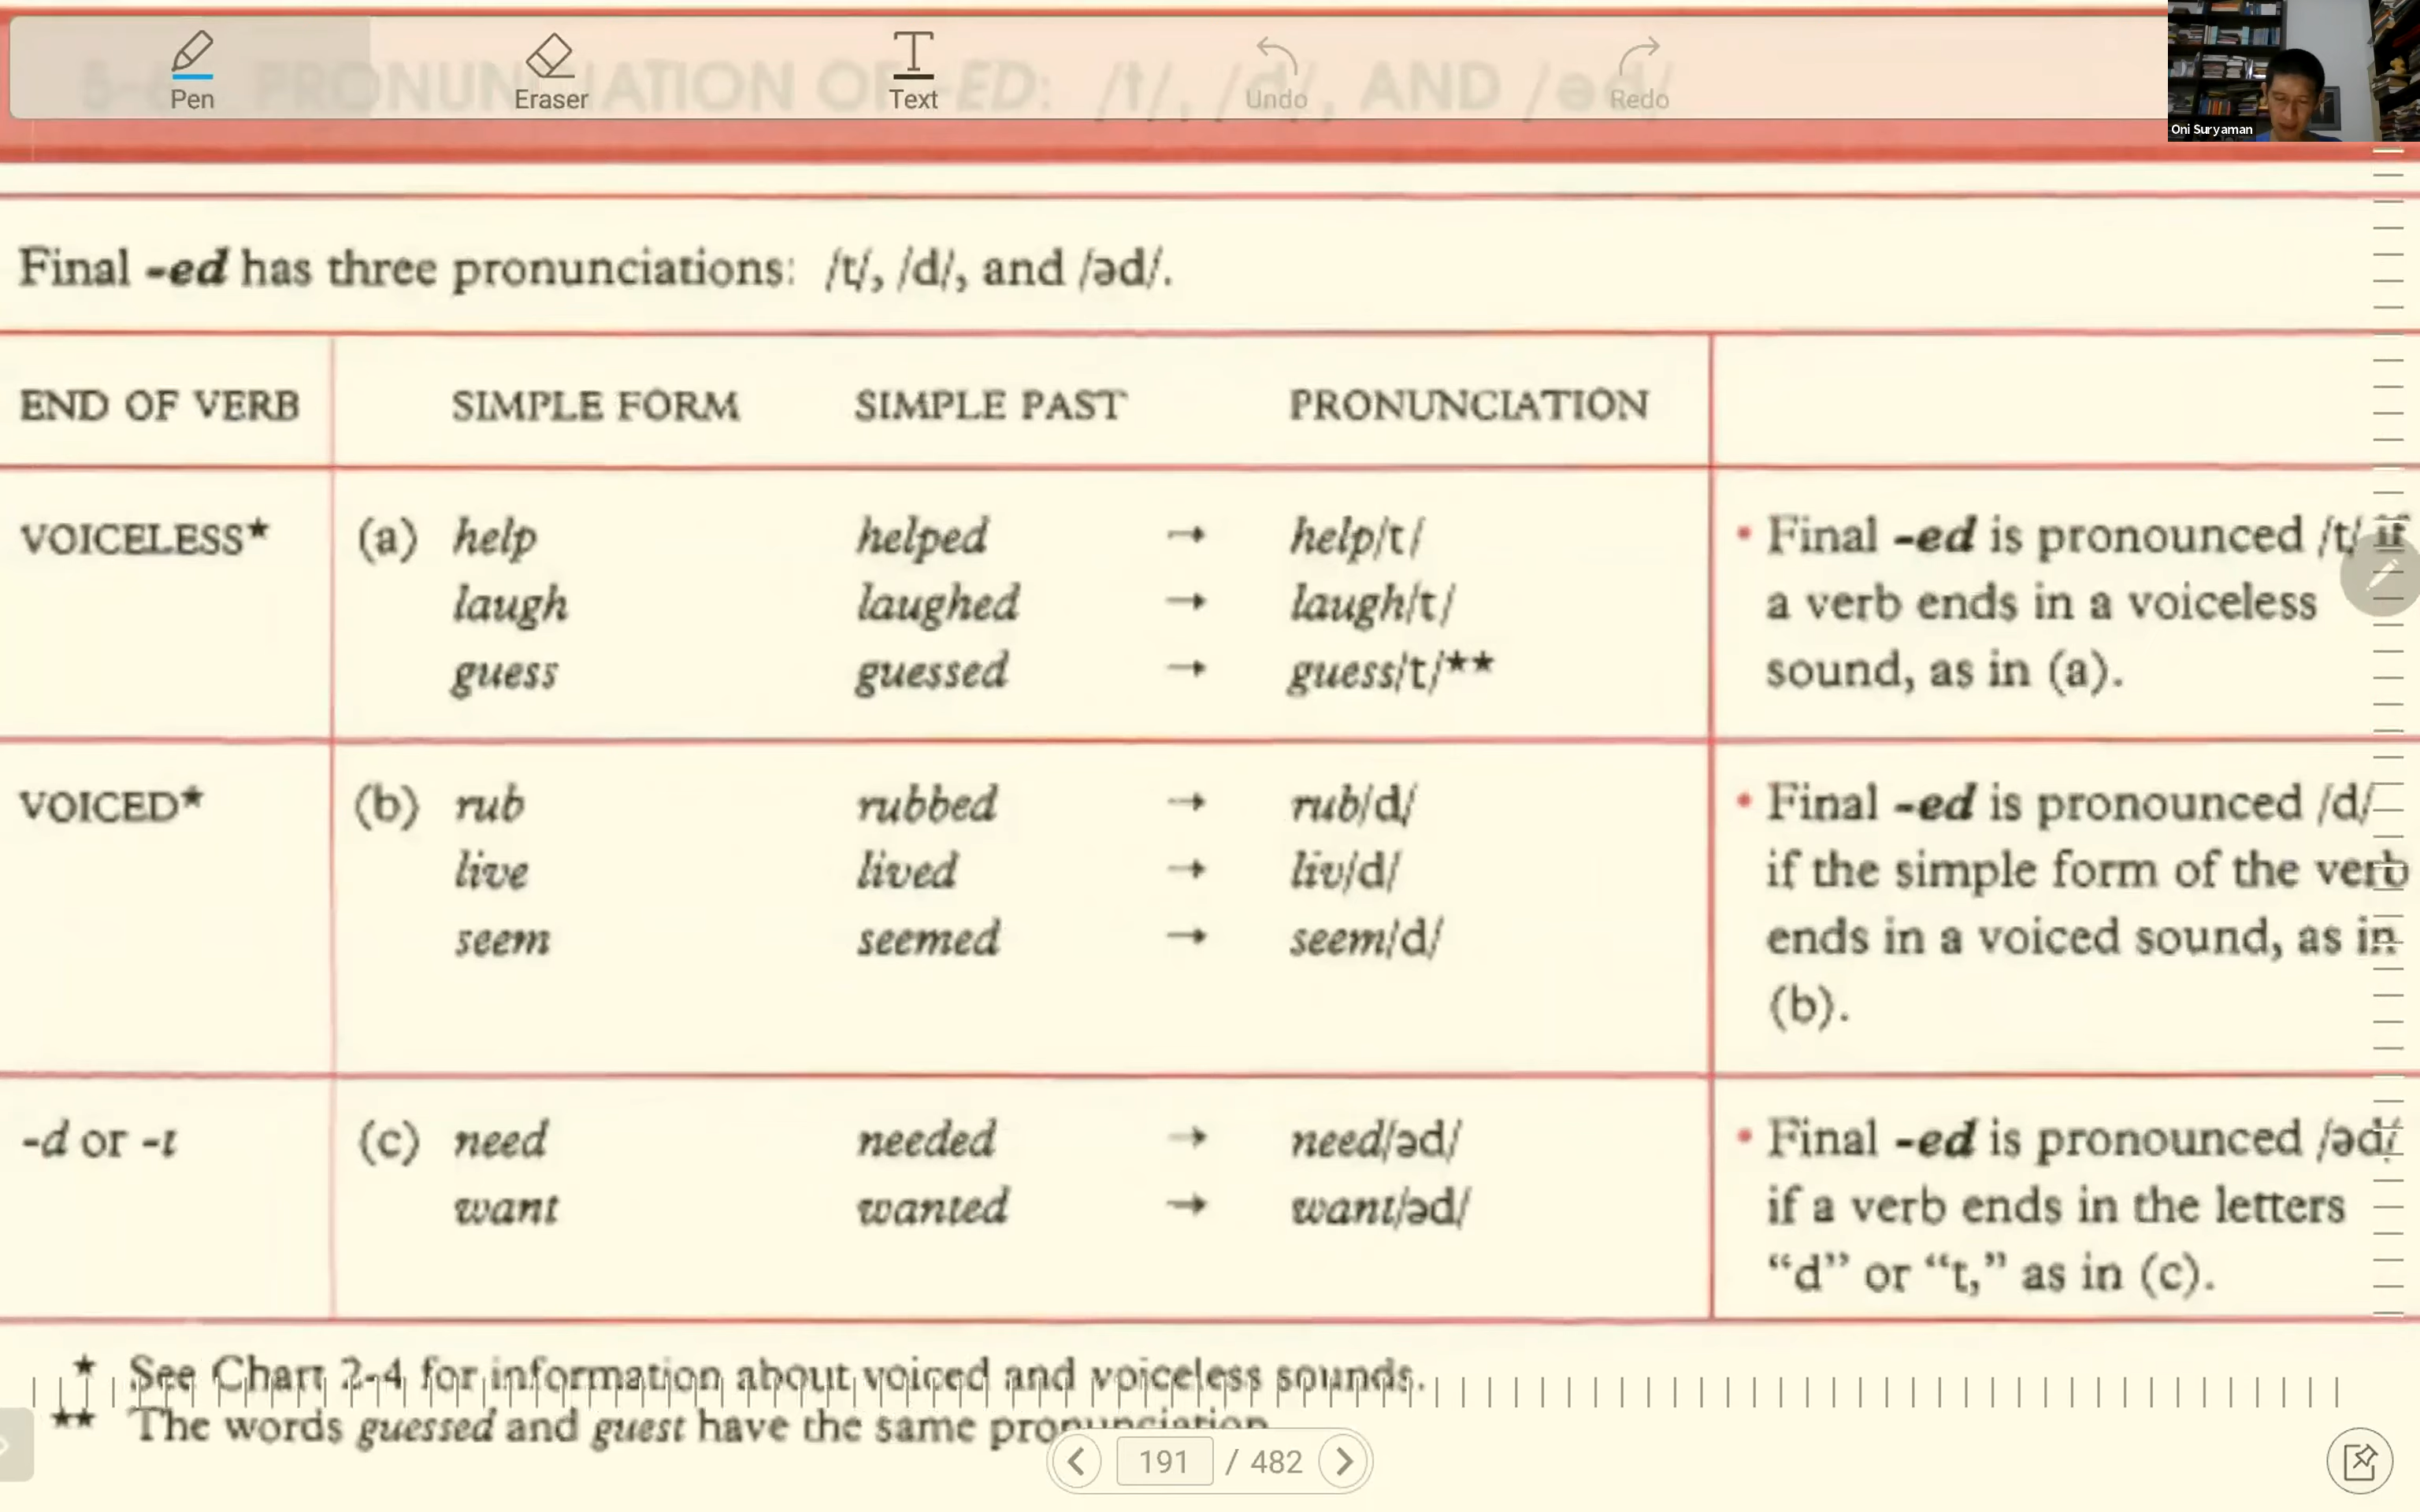 Pen
Eraser
Text
Undo
Redo
PRONUNCIATION OF -ED: /t/, /d/, AND /əd/
Oni Suryaman
Final -ed has three pronunciations: /t/, /d/, and /əd/.
END OF VERB SIMPLE FORM SIMPLE PAST PRONUNCIATION
VOICELESS* (a) help helped → help/t/ • Final -ed is pronounced /t/ if
laugh laughed → laugh/t/ a verb ends in a voiceless
guess guessed → guess/t/** sound, as in (a).
VOICED* (b) rub rubbed → rub/d/ • Final -ed is pronounced /d/
live lived → liv/d/ if the simple form of the verb
seem seemed → seem/d/ ends in a voiced sound, as in
(b).
-d or -t (c) need needed → need/əd/ • Final -ed is pronounced /əd/
want wanted → want/əd/ if a verb ends in the letters
“d” or “t,” as in (c).
* See Chart 2-4 for information about voiced and voiceless sounds.
** The words guessed and guest have the same pronunciation.
191 / 482